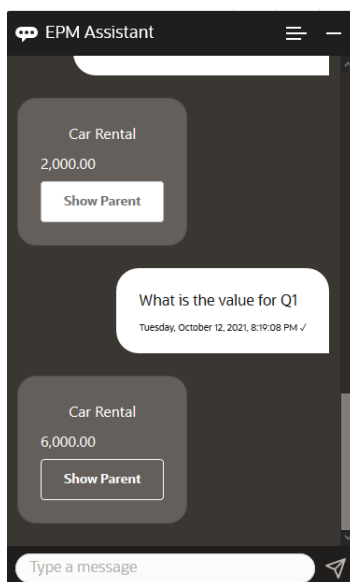 EPM Assistant
Car Rental
2,000.00
Show Parent
What is the value for Q1
Tuesday, October 12, 2021, 8:19:08 PM ✓
Car Rental
6,000.00
Show Parent
Type a message